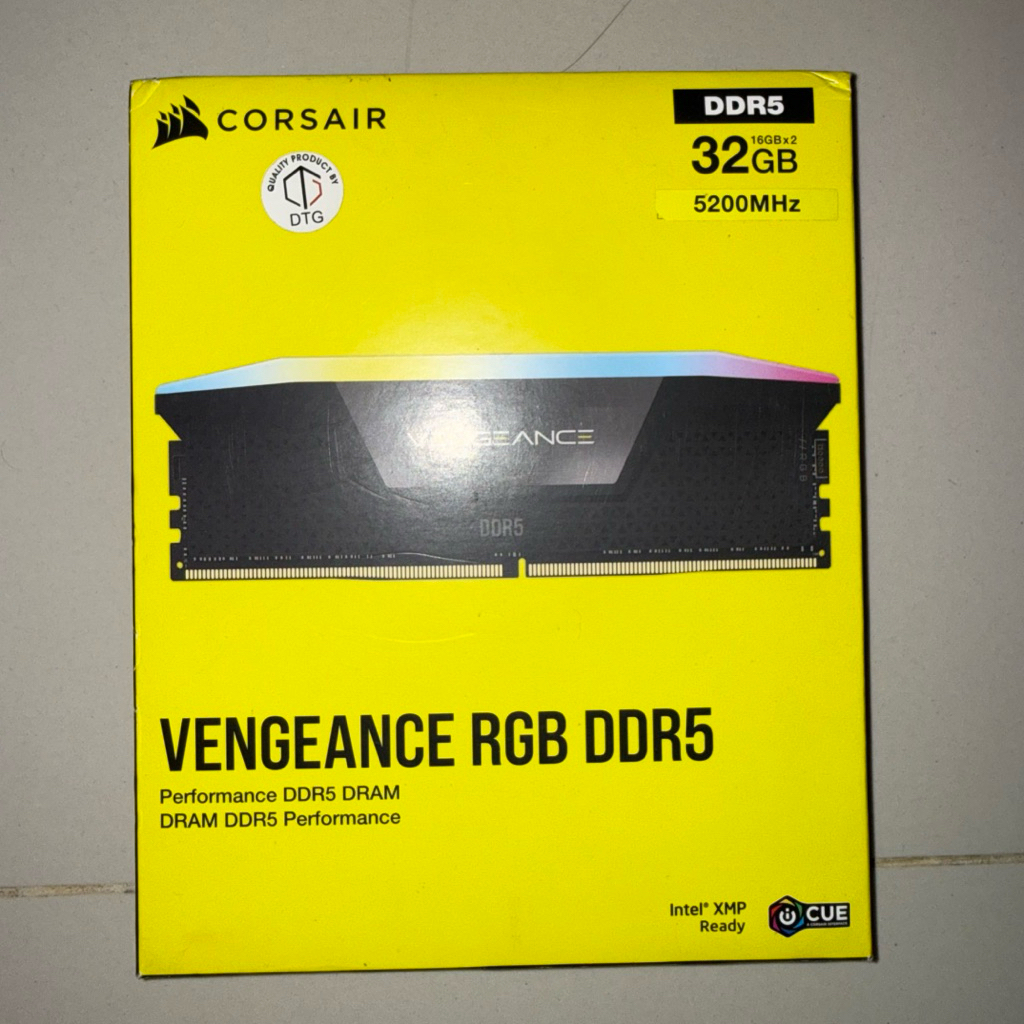 CORSAIR
QUALITY PRODUCT BY
DTG
DDR5
16GBx2
32GB
5200MHz
VENGEANCE
DDR5
VENGEANCE RGB DDR5
Performance DDR5 DRAM
DRAM DDR5 Performance
Intel® XMP
Ready
iCUE